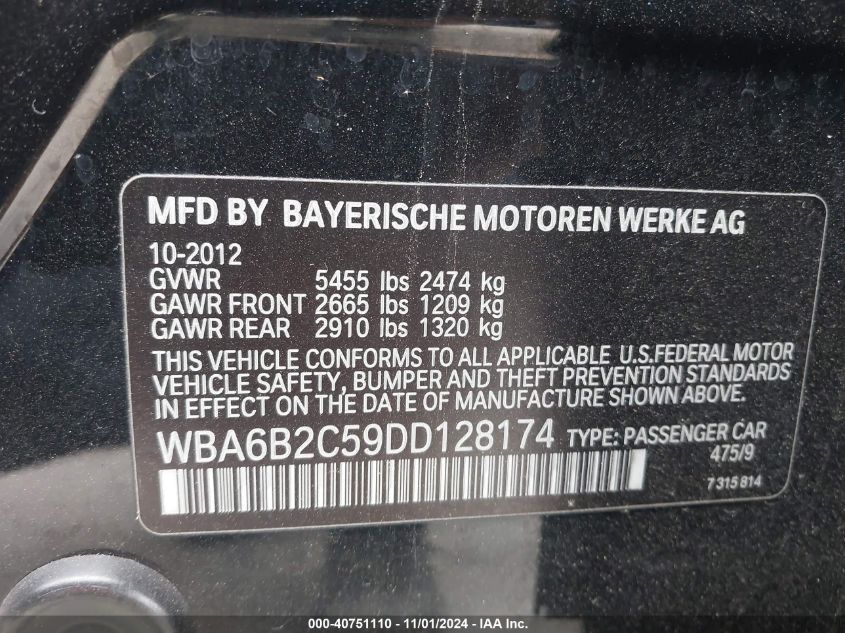 MFD BY BAYERISCHE MOTOREN WERKE AG
10-2012
GVWR 5455 lbs 2474 kg
GAWR FRONT 2665 lbs 1209 kg
GAWR REAR 2910 lbs 1320 kg
THIS VEHICLE CONFORMS TO ALL APPLICABLE U.S.FEDERAL MOTOR
VEHICLE SAFETY, BUMPER AND THEFT PREVENTION STANDARDS
IN EFFECT ON THE DATE OF MANUFACTURE SHOWN ABOVE.
WBA6B2C59DD128174 TYPE: PASSENGER CAR
475/9
7315814
000-40751110 - 11/01/2024 - IAA Inc.